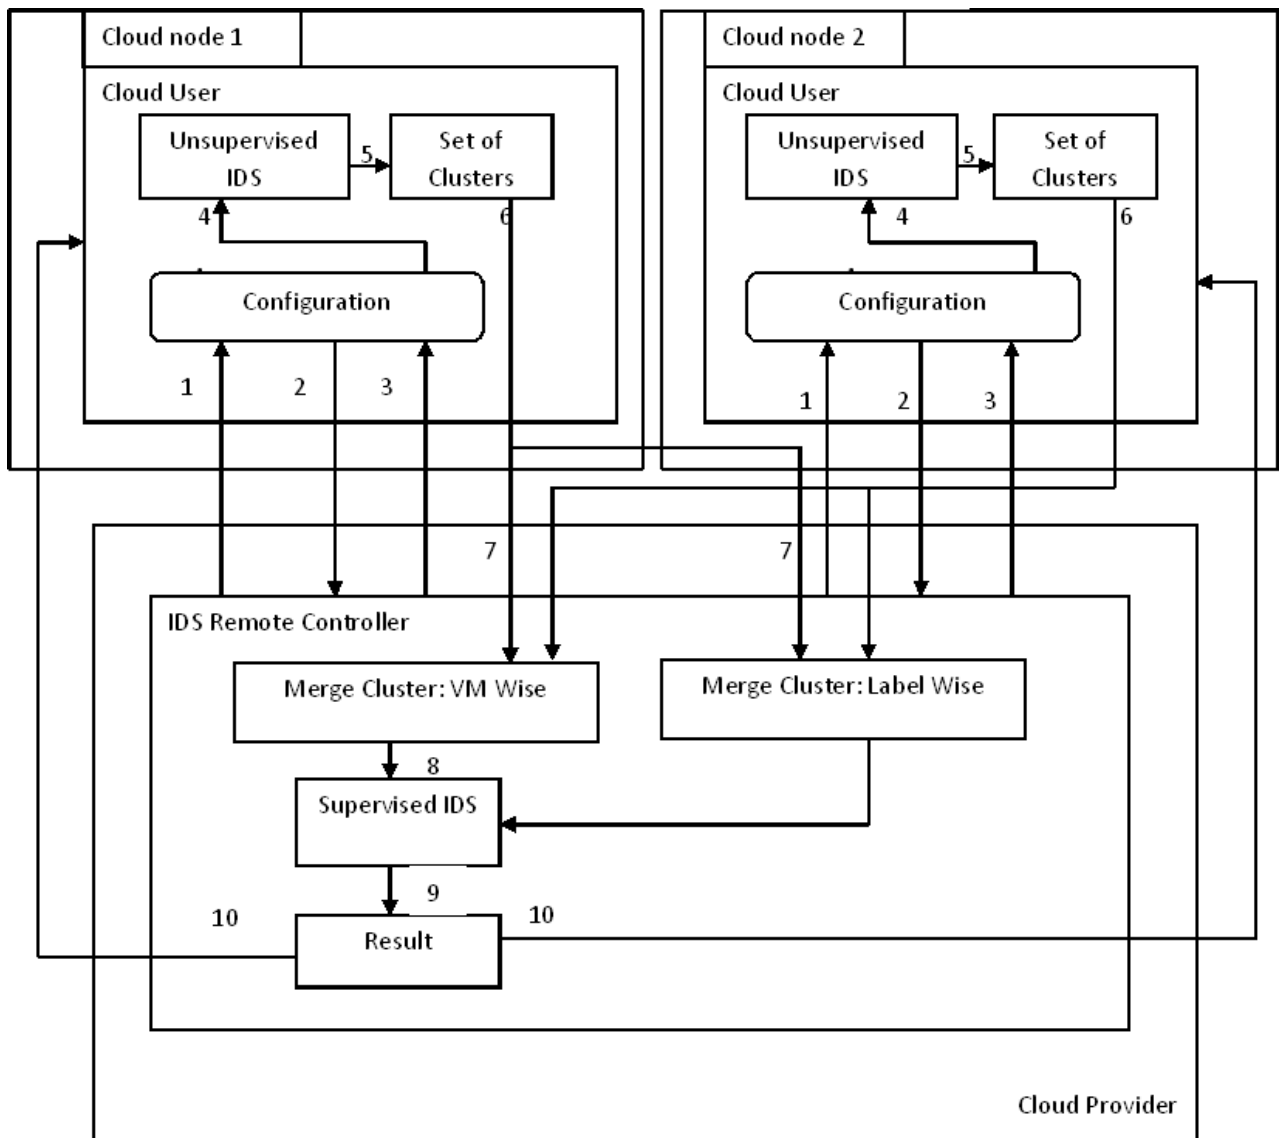 Cloud node 1
Cloud User
Unsupervised
IDS
5
Set of
Clusters
4
6
Configuration
1
2
3
Cloud node 2
Cloud User
Unsupervised
IDS
5
Set of
Clusters
4
6
Configuration
1
2
3
7
7
IDS Remote Controller
Merge Cluster: VM Wise
Merge Cluster: Label Wise
8
Supervised IDS
9
10
10
Result
Cloud Provider